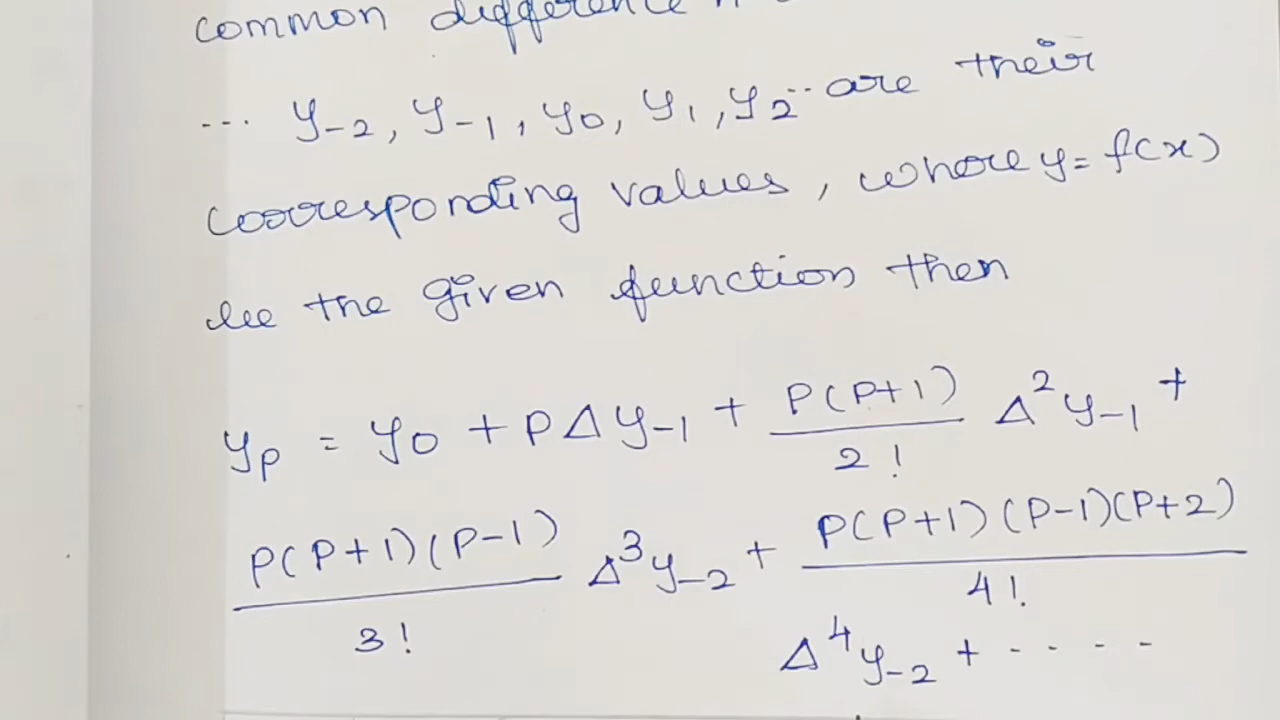 common difference
... y₋₂, y₋₁, y₀, y₁, y₂.. are their
corresponding values, where y = f(x)
be the given function then
yₚ = y₀ + PΔy₋₁ + P(P+1)/2! Δ²y₋₁ +
P(P+1)(P-1)/3! Δ³y₋₂ + P(P+1)(P-1)(P+2)/4!
Δ⁴y₋₂ + - - - -